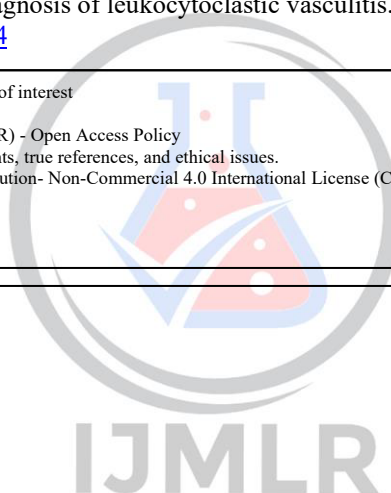 agnosis of leukocytoclastic vasculitis.
4
of interest
R) - Open Access Policy
ts, true references, and ethical issues.
ution- Non-Commercial 4.0 International License (C
IJMLR